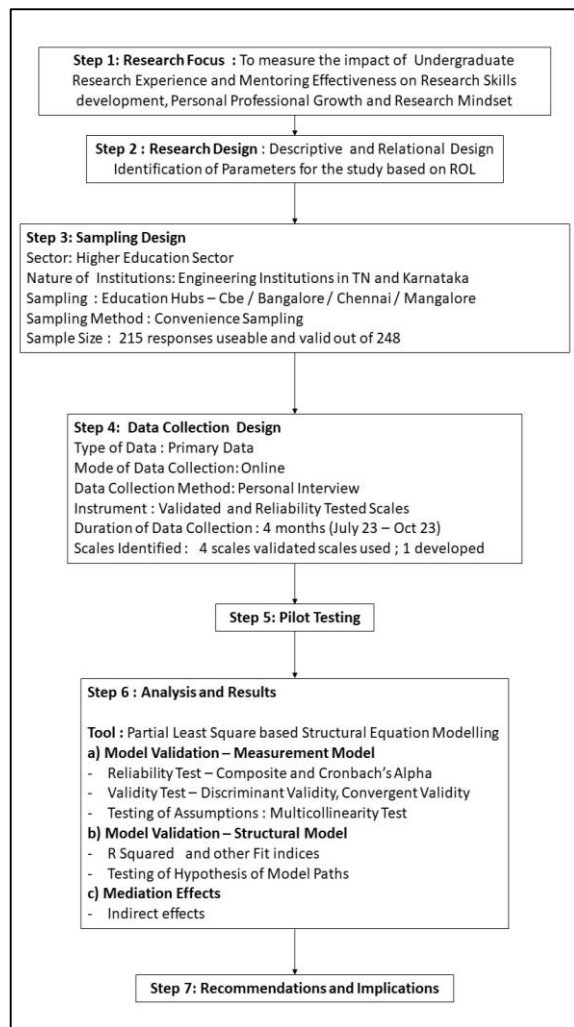 Step 1: Research Focus : To measure the impact of Undergraduate
Research Experience and Mentoring Effectiveness on Research Skills
development, Personal Professional Growth and Research Mindset
Step 2 : Research Design : Descriptive and Relational Design
Identification of Parameters for the study based on ROL
Step 3: Sampling Design
Sector: Higher Education Sector
Nature of Institutions: Engineering Institutions in TN and Karnataka
Sampling : Education Hubs – Cbe / Bangalore / Chennai / Mangalore
Sampling Method : Convenience Sampling
Sample Size : 215 responses useable and valid out of 248
Step 4: Data Collection Design
Type of Data : Primary Data
Mode of Data Collection: Online
Data Collection Method: Personal Interview
Instrument : Validated and Reliability Tested Scales
Duration of Data Collection : 4 months (July 23 – Oct 23)
Scales Identified : 4 scales validated scales used ; 1 developed
Step 5: Pilot Testing
Step 6 : Analysis and Results
Tool : Partial Least Square based Structural Equation Modelling
a) Model Validation – Measurement Model
- Reliability Test – Composite and Cronbach's Alpha
- Validity Test – Discriminant Validity, Convergent Validity
- Testing of Assumptions : Multicollinearity Test
b) Model Validation – Structural Model
- R Squared and other Fit indices
- Testing of Hypothesis of Model Paths
c) Mediation Effects
- Indirect effects
Step 7: Recommendations and Implications